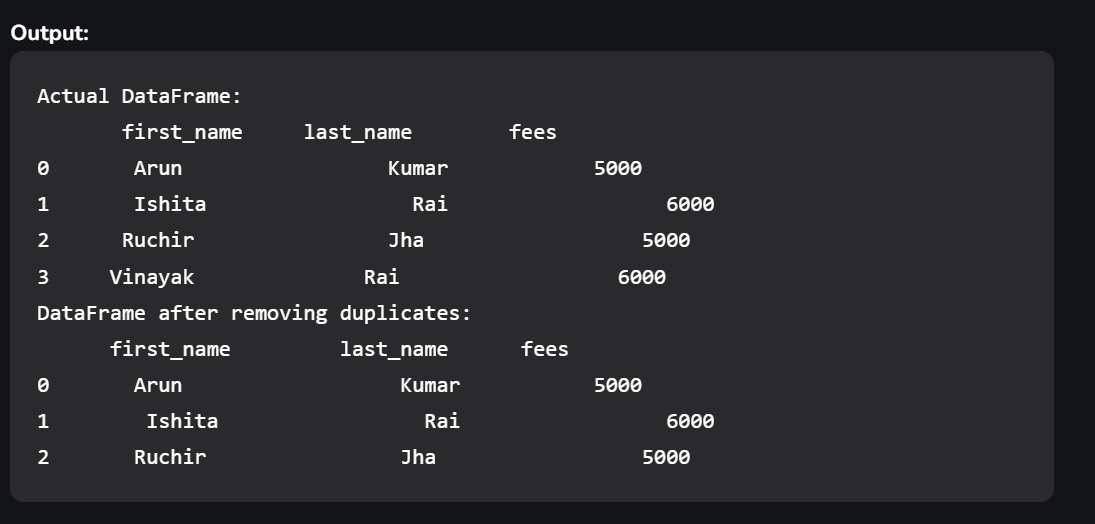 Output:
Actual DataFrame:
first_name last_name fees
0 Arun Kumar 5000
1 Ishita Rai 6000
2 Ruchir Jha 5000
3 Vinayak Rai 6000
DataFrame after removing duplicates:
first_name last_name fees
0 Arun Kumar 5000
1 Ishita Rai 6000
2 Ruchir Jha 5000